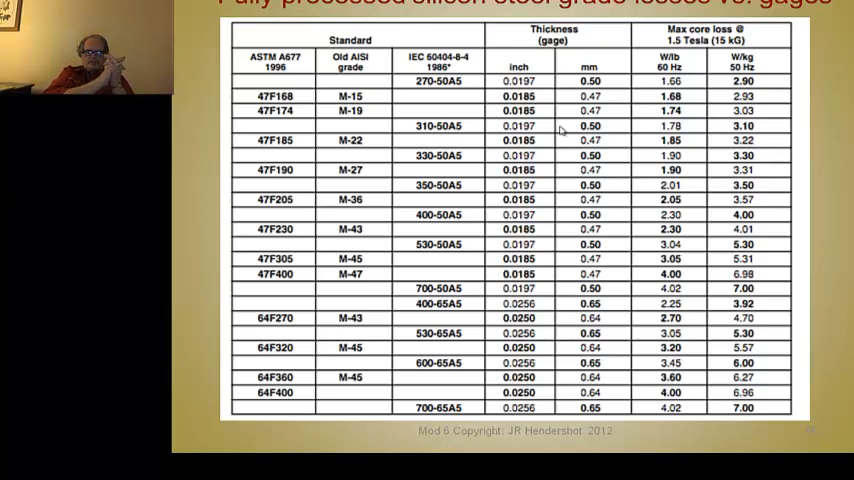 Fully processed silicon steel grade losses vs. gages
Standard Thickness (gage) Max core loss @ 1.5 Tesla (15 kG)
ASTM A677 1996 Old AISI grade IEC 60404-8-4 1986* inch mm W/lb 60 Hz W/kg 50 Hz
270-50A5 0.0197 0.50 1.66 2.90
47F168 M-15 0.0185 0.47 1.68 2.93
47F174 M-19 0.0185 0.47 1.74 3.03
310-50A5 0.0197 0.50 1.78 3.10
47F185 M-22 0.0185 0.47 1.85 3.22
330-50A5 0.0197 0.50 1.90 3.30
47F190 M-27 0.0185 0.47 1.90 3.31
350-50A5 0.0197 0.50 2.01 3.50
47F205 M-36 0.0185 0.47 2.05 3.57
400-50A5 0.0197 0.50 2.30 4.00
47F230 M-43 0.0185 0.47 2.30 4.01
530-50A5 0.0197 0.50 3.04 5.30
47F305 M-45 0.0185 0.47 3.05 5.31
47F400 M-47 0.0185 0.47 4.00 6.98
700-50A5 0.0197 0.50 4.02 7.00
400-65A5 0.0256 0.65 2.25 3.92
64F270 M-43 0.0250 0.64 2.70 4.70
530-65A5 0.0256 0.65 3.05 5.30
64F320 M-45 0.0250 0.64 3.20 5.57
600-65A5 0.0256 0.65 3.45 6.00
64F360 M-45 0.0250 0.64 3.60 6.27
64F400 0.0250 0.64 4.00 6.96
700-65A5 0.0256 0.65 4.02 7.00
Mod 6 Copyright: JR Hendershot 2012